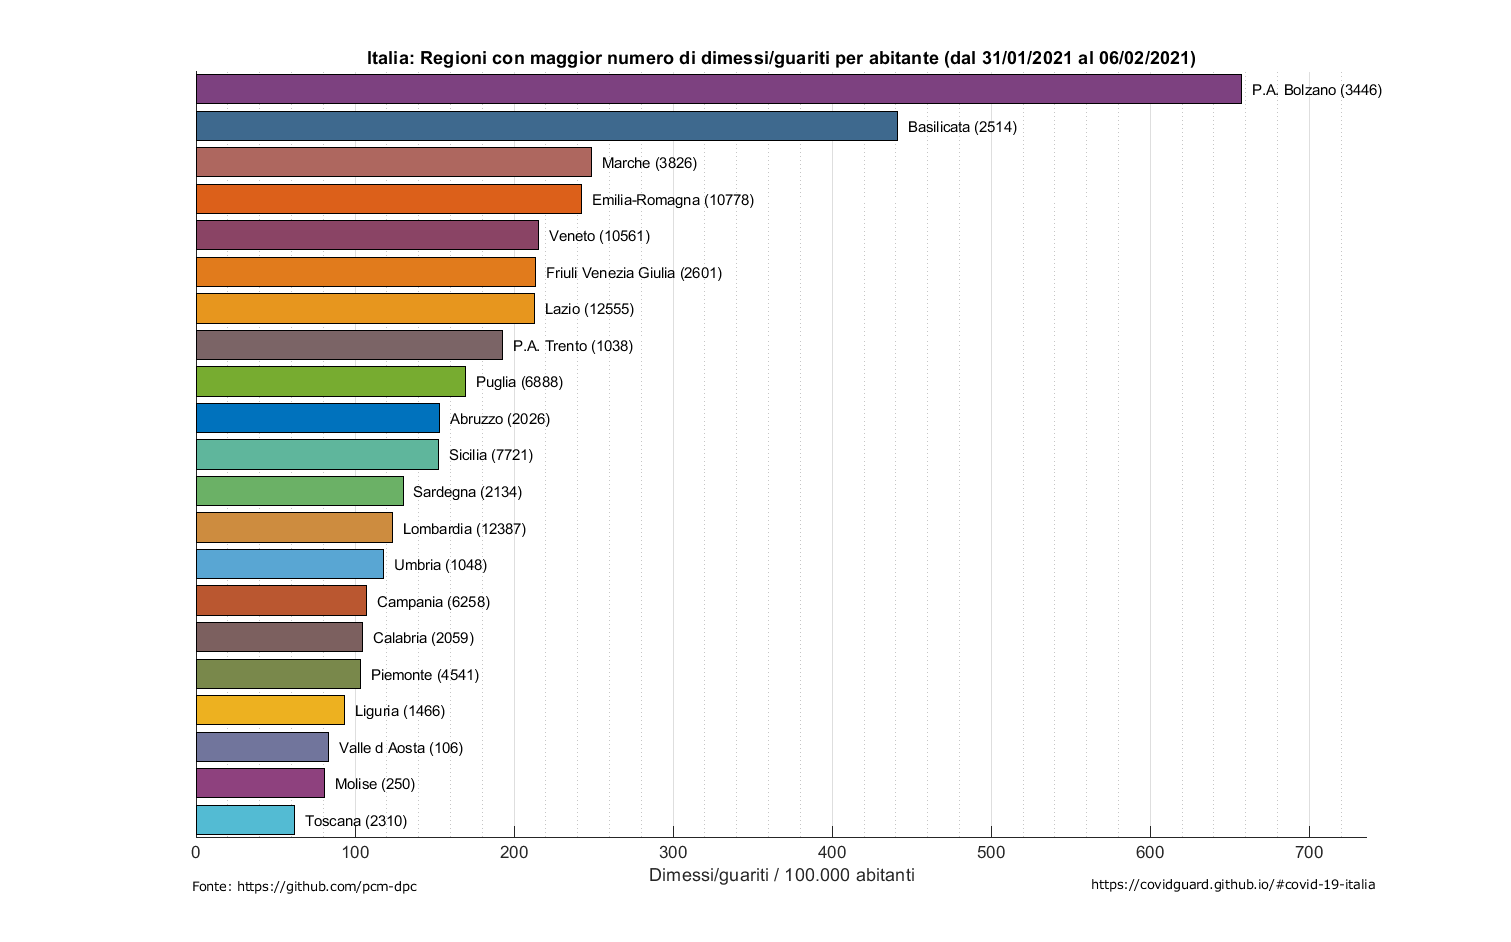 Italia: Regioni con maggior numero di dimessi/guariti per abitante (dal 31/01/2021 al 06/02/2021)
P.A. Bolzano (3446)
Basilicata (2514)
Marche (3826)
Emilia-Romagna (10778)
Veneto (10561)
Friuli Venezia Giulia (2601)
Lazio (12555)
P.A. Trento (1038)
Puglia (6888)
Abruzzo (2026)
Sicilia (7721)
Sardegna (2134)
Lombardia (12387)
Umbria (1048)
Campania (6258)
Calabria (2059)
Piemonte (4541)
Liguria (1466)
Valle d Aosta (106)
Molise (250)
Toscana (2310)
0 100 200 300 400 500 600 700
Dimessi/guariti / 100.000 abitanti
Fonte: https://github.com/pcm-dpc
https://covidguard.github.io/#covid-19-italia